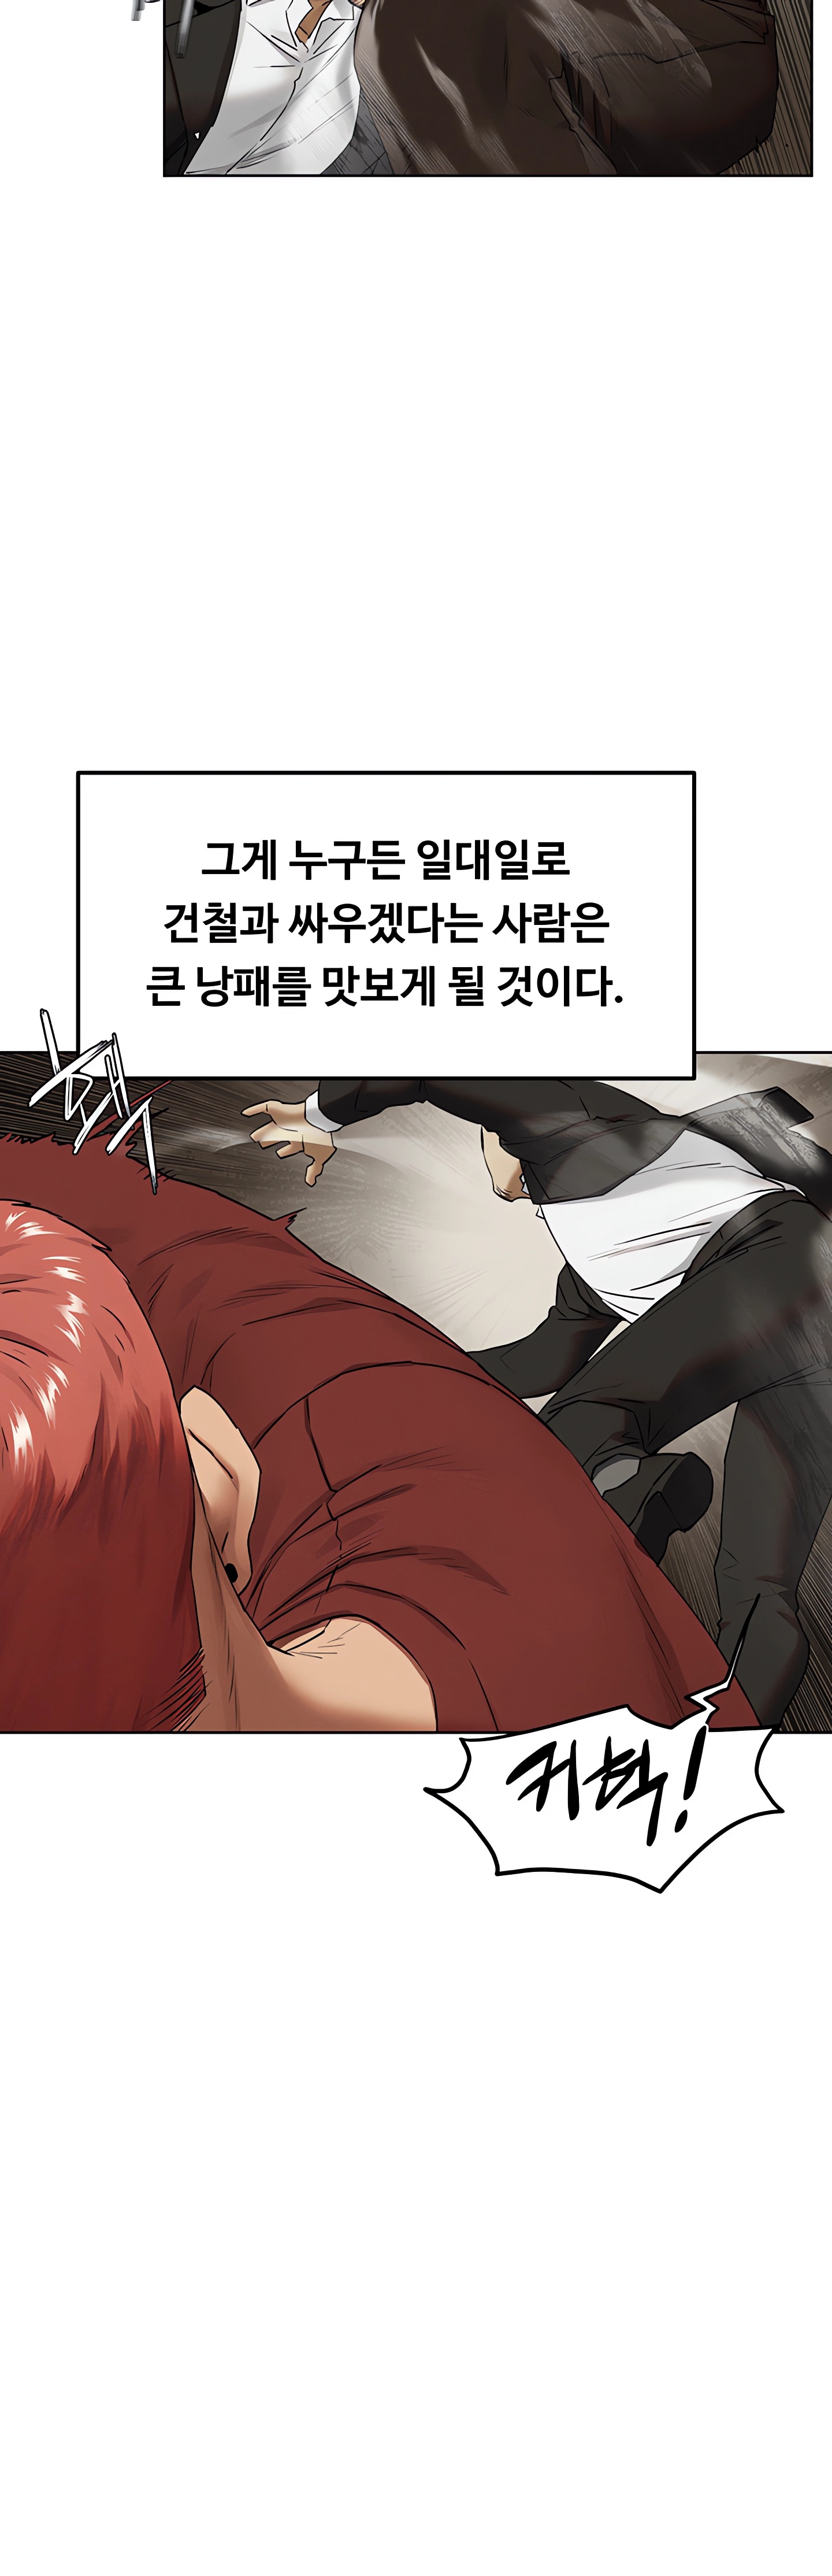 그게 누구든 일대일로
건철과 싸우겠다는 사람은
큰 낭패를 맛보게 될 것이다.
빽
커헉!